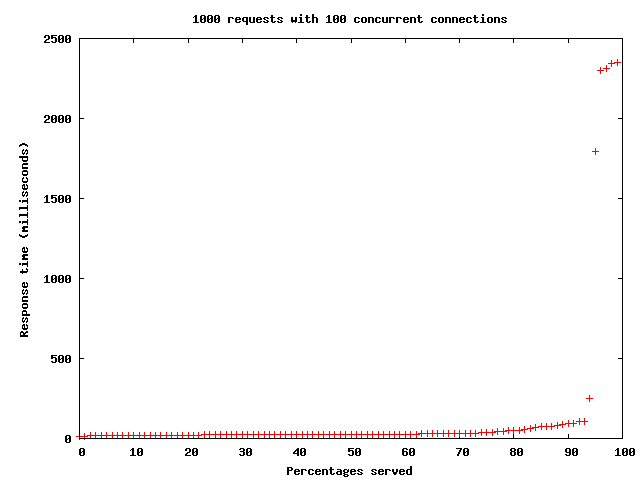 1000 requests with 100 concurrent connections
2500
2000
1500
1000
500
0
Response time (milliseconds)
0 10 20 30 40 50 60 70 80 90 100
Percentages served